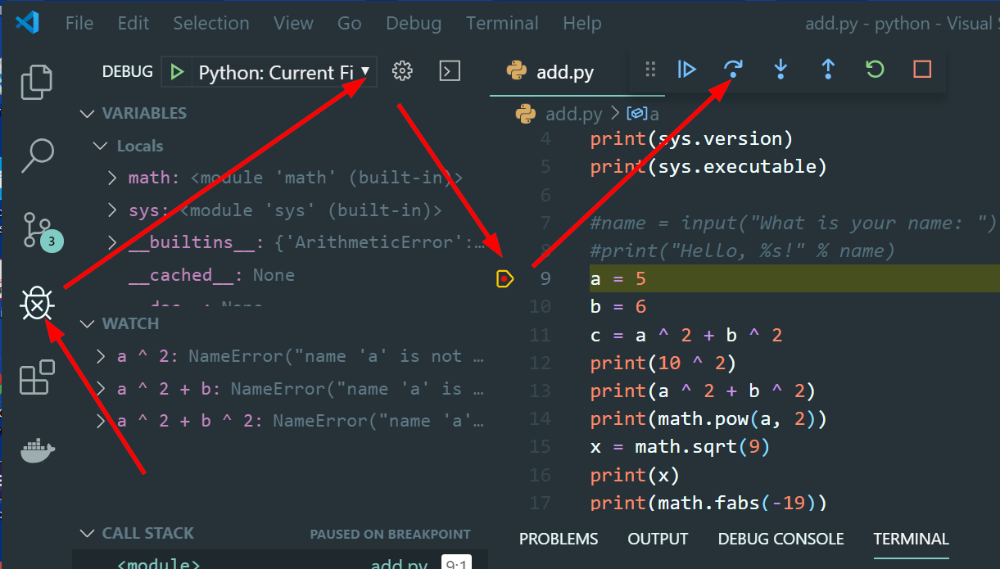 File Edit Selection View Go Debug Terminal Help add.py - python - Visual
DEBUG Python: Current Fi
VARIABLES
Locals
math: <module 'math' (built-in)>
sys: <module 'sys' (built-in)>
__builtins__: {'ArithmeticError':…
__cached__: None
__doc__: None
3
WATCH
a ^ 2: NameError("name 'a' is not …
a ^ 2 + b: NameError("name 'a' is …
a ^ 2 + b ^ 2: NameError("name 'a'…
CALL STACK PAUSED ON BREAKPOINT
<module> add.py 9:1
add.py
add.py > a
4 print(sys.version)
5 print(sys.executable)
6
7 #name = input("What is your name: ")
8 #print("Hello, %s!" % name)
9 a = 5
10 b = 6
11 c = a ^ 2 + b ^ 2
12 print(10 ^ 2)
13 print(a ^ 2 + b ^ 2)
14 print(math.pow(a, 2))
15 x = math.sqrt(9)
16 print(x)
17 print(math.fabs(-19))
PROBLEMS OUTPUT DEBUG CONSOLE TERMINAL